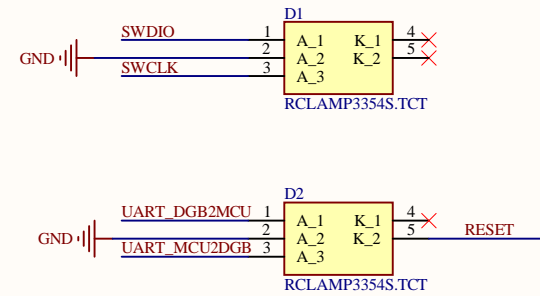 D1
SWDIO 1 A_1 K_1 4
GND 2 A_2 K_2 5
SWCLK 3 A_3
RCLAMP3354S.TCT
D2
UART_DGB2MCU 1 A_1 K_1 4
GND 2 A_2 K_2 5 RESET
UART_MCU2DGB 3 A_3
RCLAMP3354S.TCT